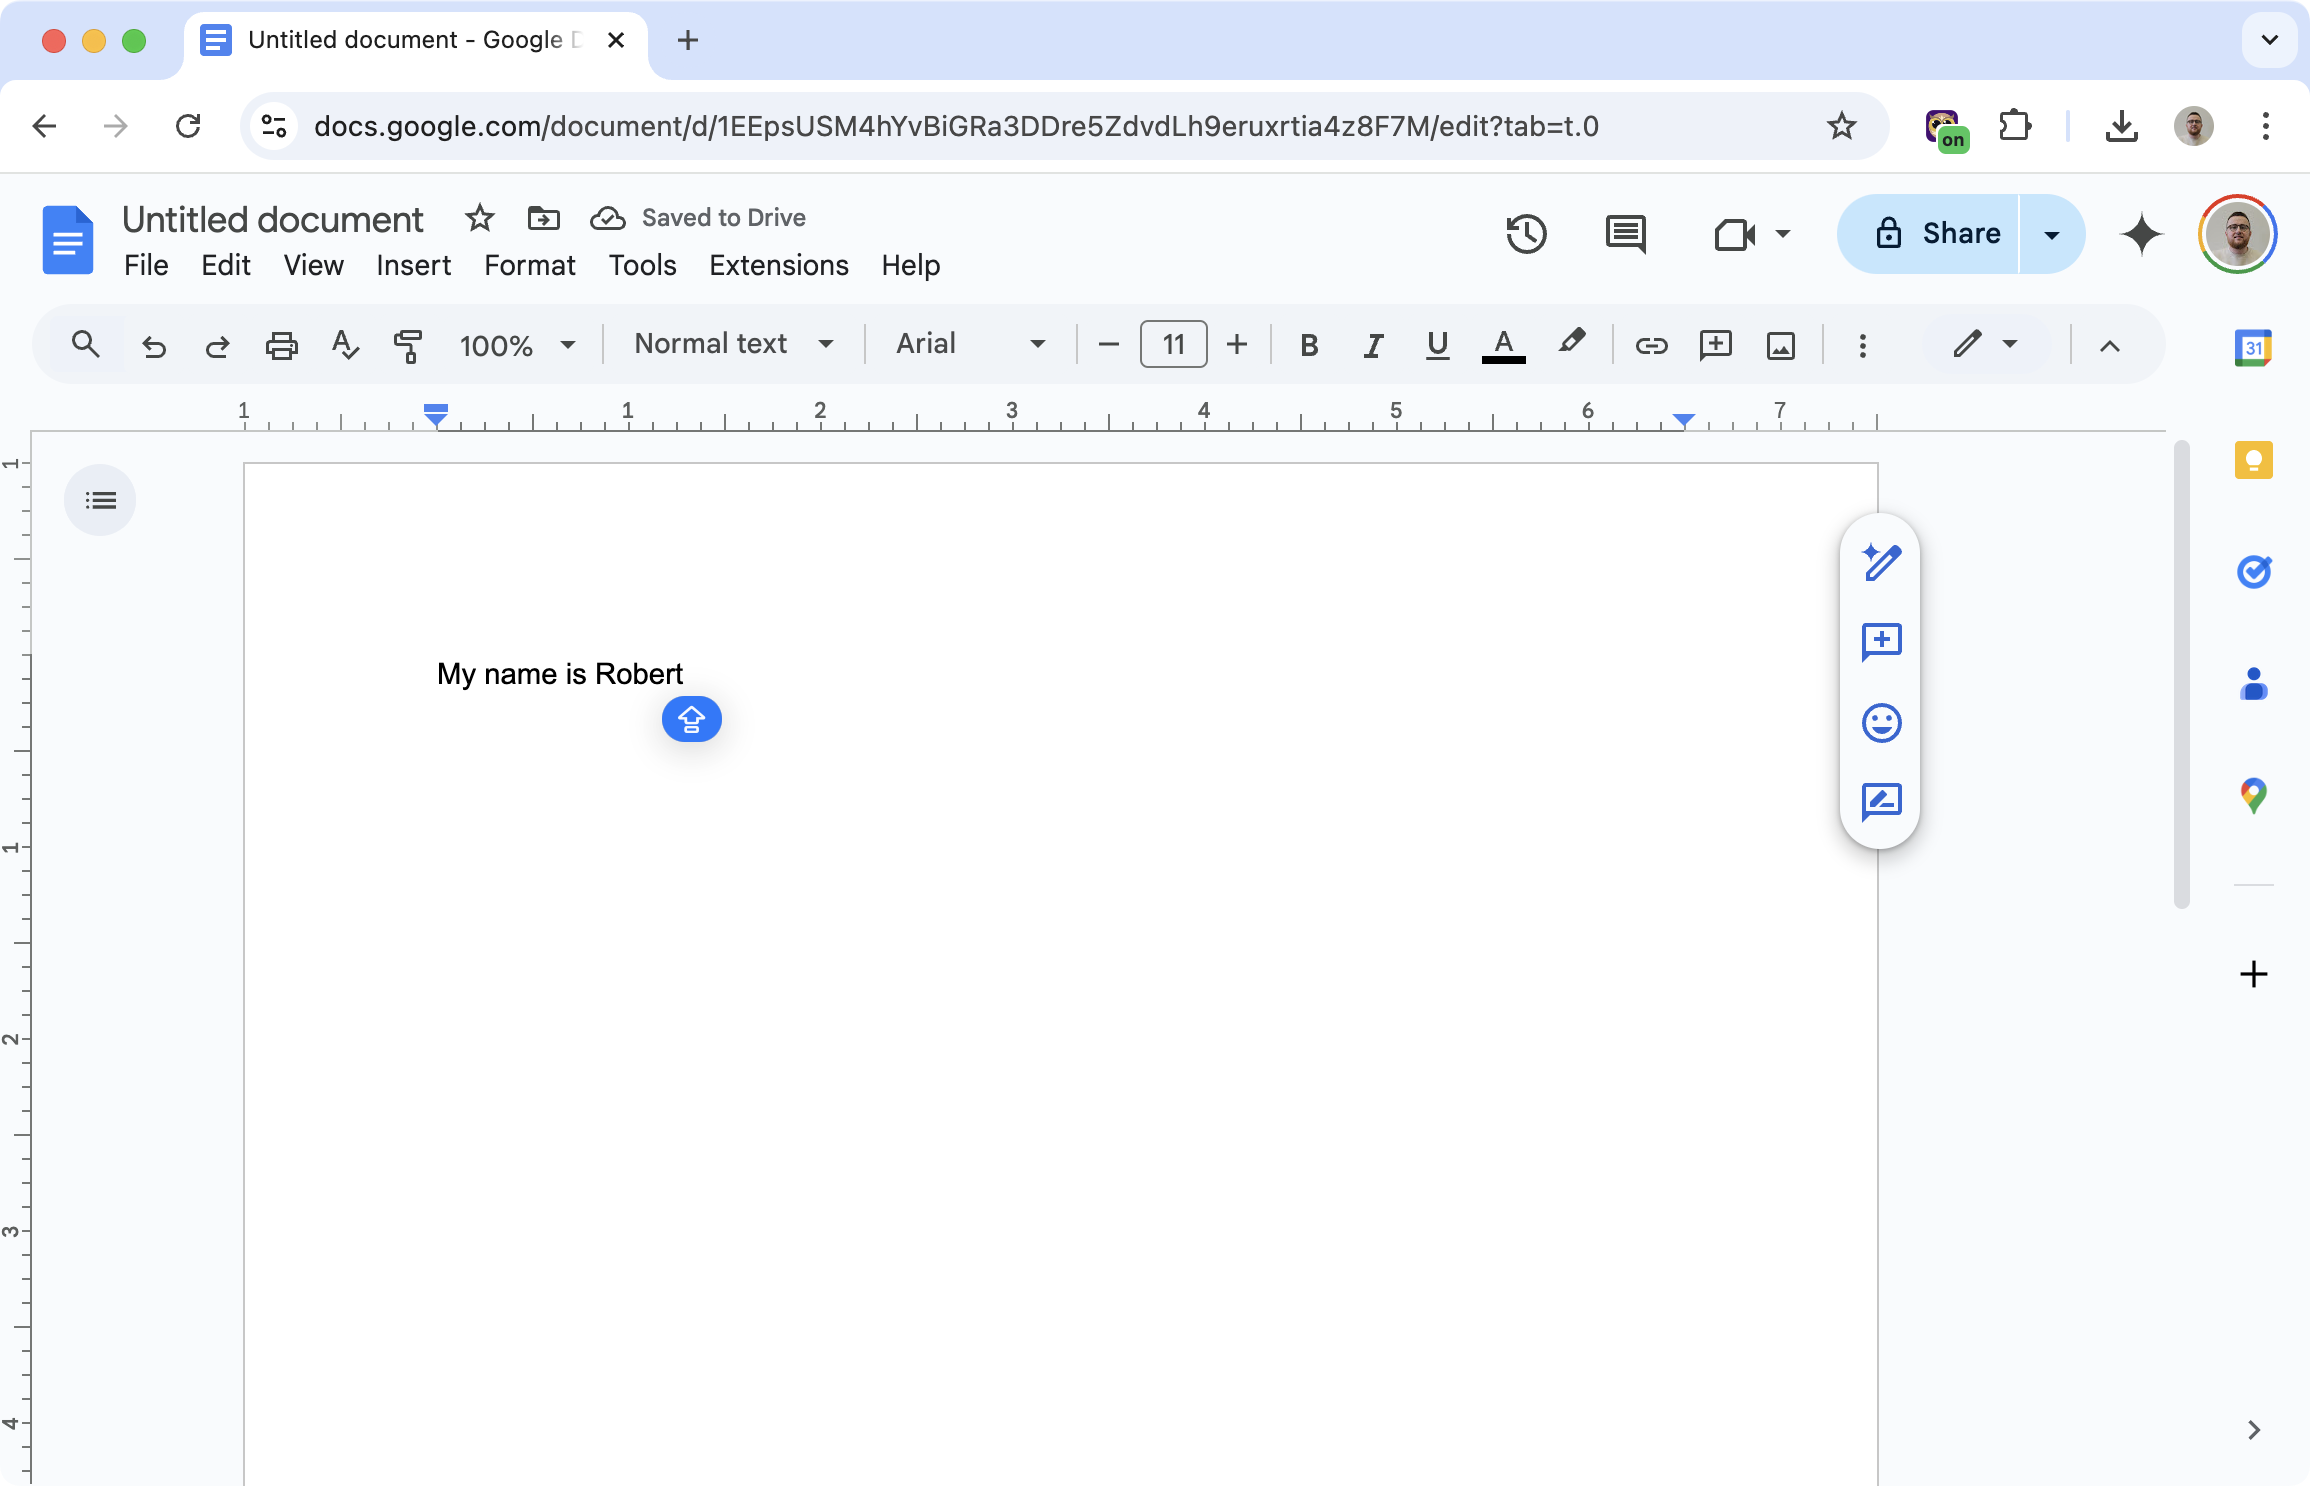 Untitled document - Google
docs.google.com/document/d/1EEpsUSM4hYvBiGRa3DDre5ZdvdLh9eruxrtia4z8F7M/edit?tab=t.0
on
Untitled document
Saved to Drive
File Edit View Insert Format Tools Extensions Help
Share
100% Normal text Arial 11 B I U A
31
1 1 2 3 4 5 6 7
1
My name is Robert
1
2
3
4